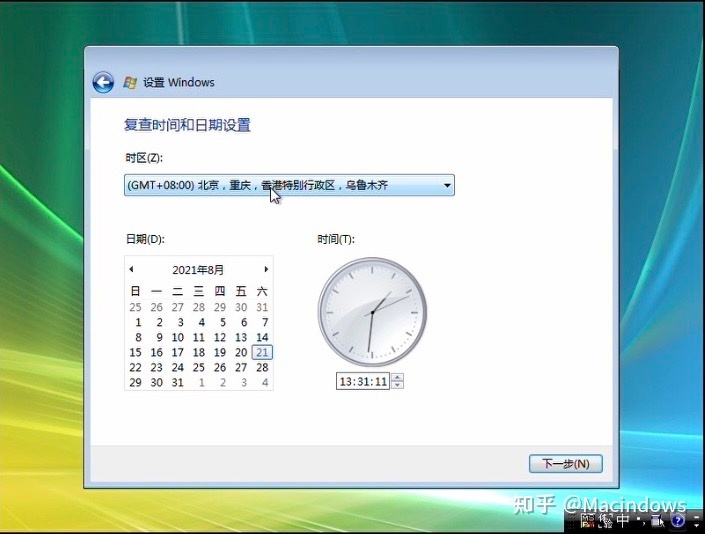 设置 Windows
复查时间和日期设置
时区(Z):
(GMT+08:00) 北京，重庆，香港特别行政区，乌鲁木齐
日期(D):
时间(T):
2021年8月
日 一 二 三 四 五 六
25 26 27 28 29 30 31
1 2 3 4 5 6 7
8 9 10 11 12 13 14
15 16 17 18 19 20 21
22 23 24 25 26 27 28
29 30 31 1 2 3 4
13:31:11
下一步(N)
知乎 @Macindows
中